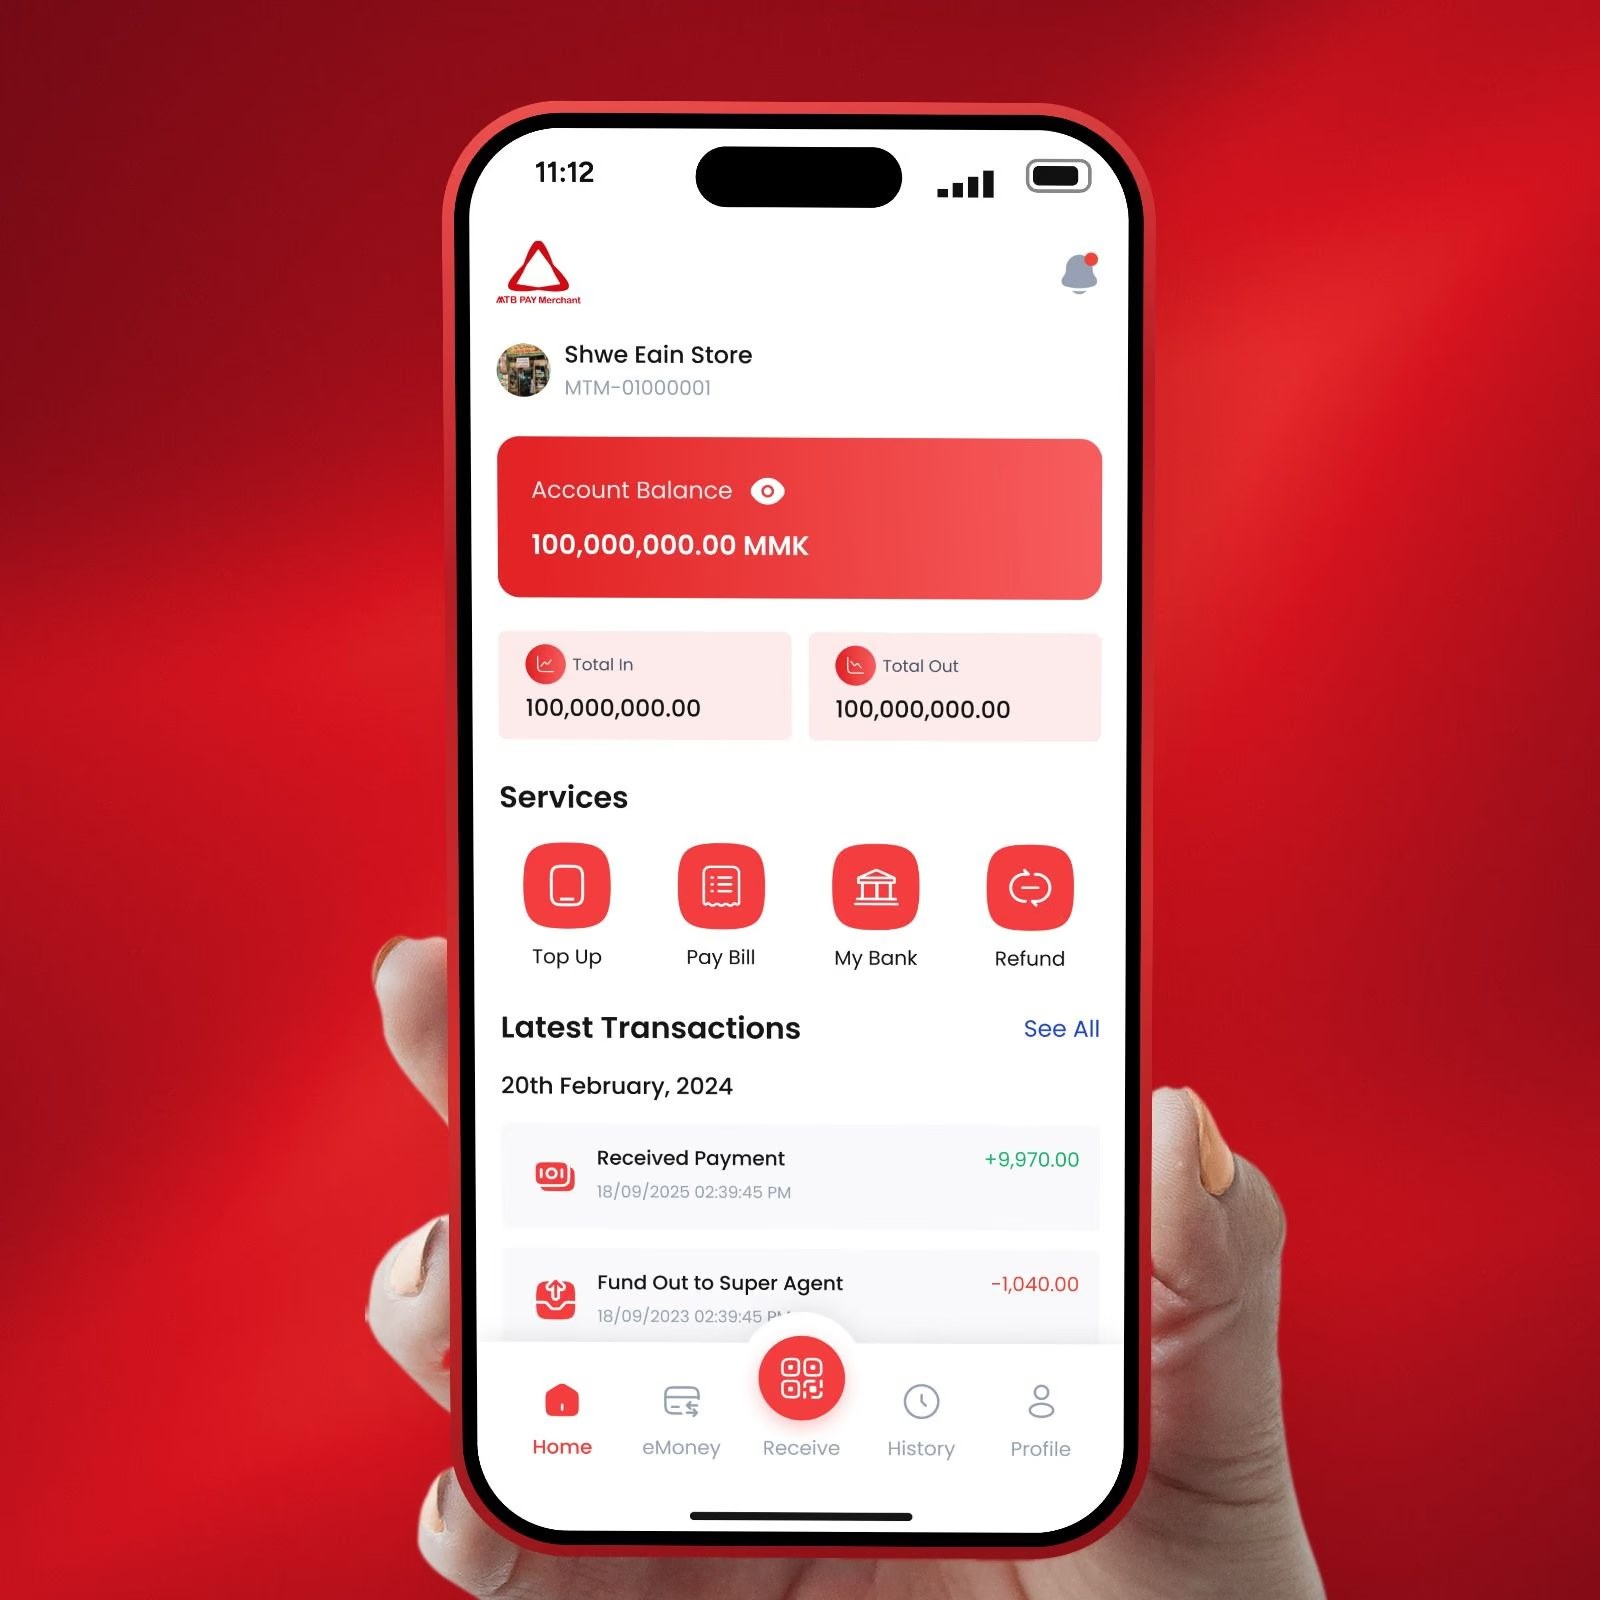 11:12
MTB PAY Merchant
Shwe Eain Store
MTM-01000001
Account Balance
100,000,000.00 MMK
Total In
100,000,000.00
Total Out
100,000,000.00
Services
Top Up
Pay Bill
My Bank
Refund
Latest Transactions
See All
20th February, 2024
Received Payment
+9,970.00
18/09/2025 02:39:45 PM
Fund Out to Super Agent
-1,040.00
18/09/2023 02:39:45 PM
Home
eMoney
Receive
History
Profile